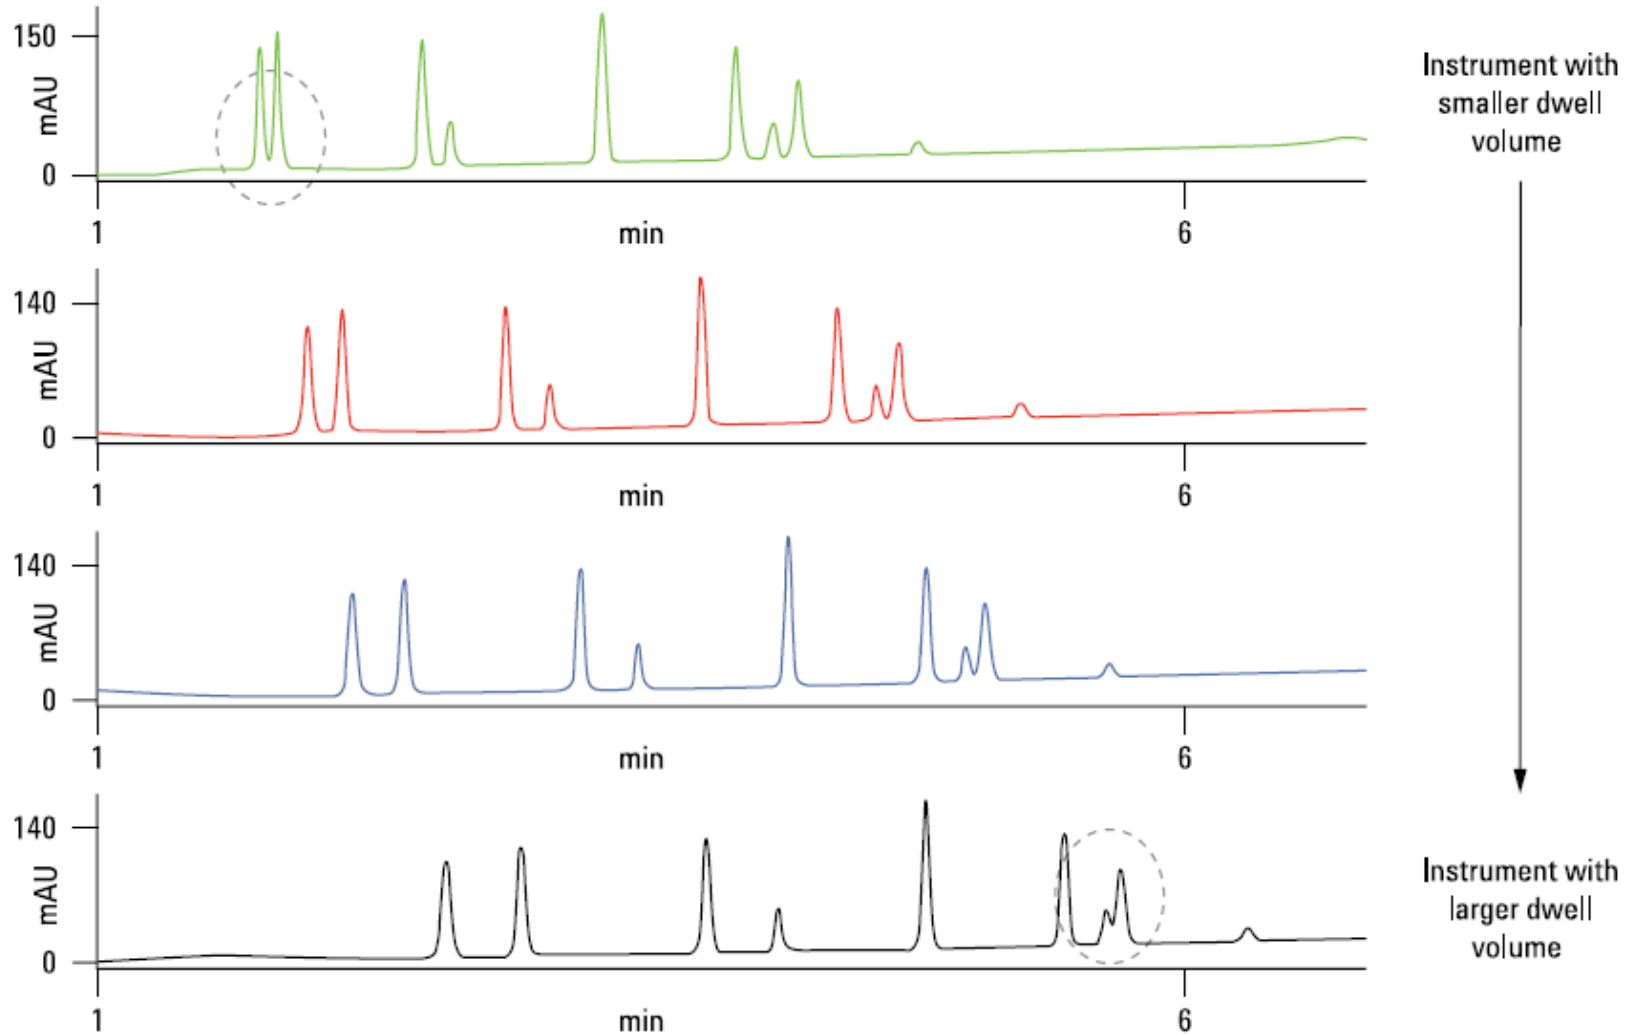 150
mAU
0
1
min
6
Instrument with
smaller dwell
volume
140
mAU
0
1
min
6
140
mAU
0
1
min
6
140
mAU
0
1
min
6
Instrument with
larger dwell
volume